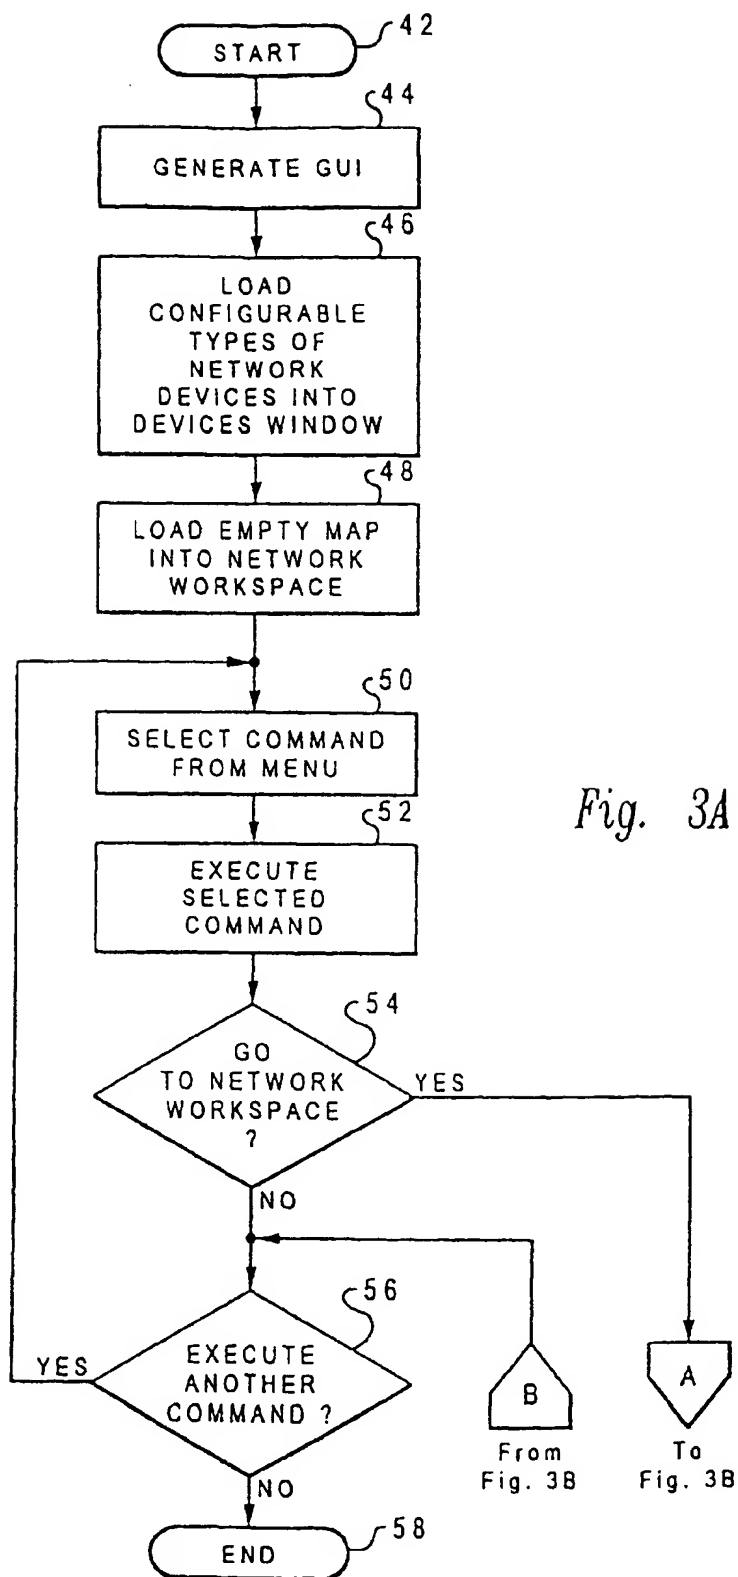 START
42
44
GENERATE GUI
46
LOAD
CONFIGURABLE
TYPES OF
NETWORK
DEVICES INTO
DEVICES WINDOW
48
LOAD EMPTY MAP
INTO NETWORK
WORKSPACE
50
SELECT COMMAND
FROM MENU
52
EXECUTE
SELECTED
COMMAND
Fig. 3A
54
GO
TO NETWORK
WORKSPACE
?
YES
NO
56
EXECUTE
ANOTHER
COMMAND ?
YES
NO
B
From
Fig. 3B
A
To
Fig. 3B
END
58